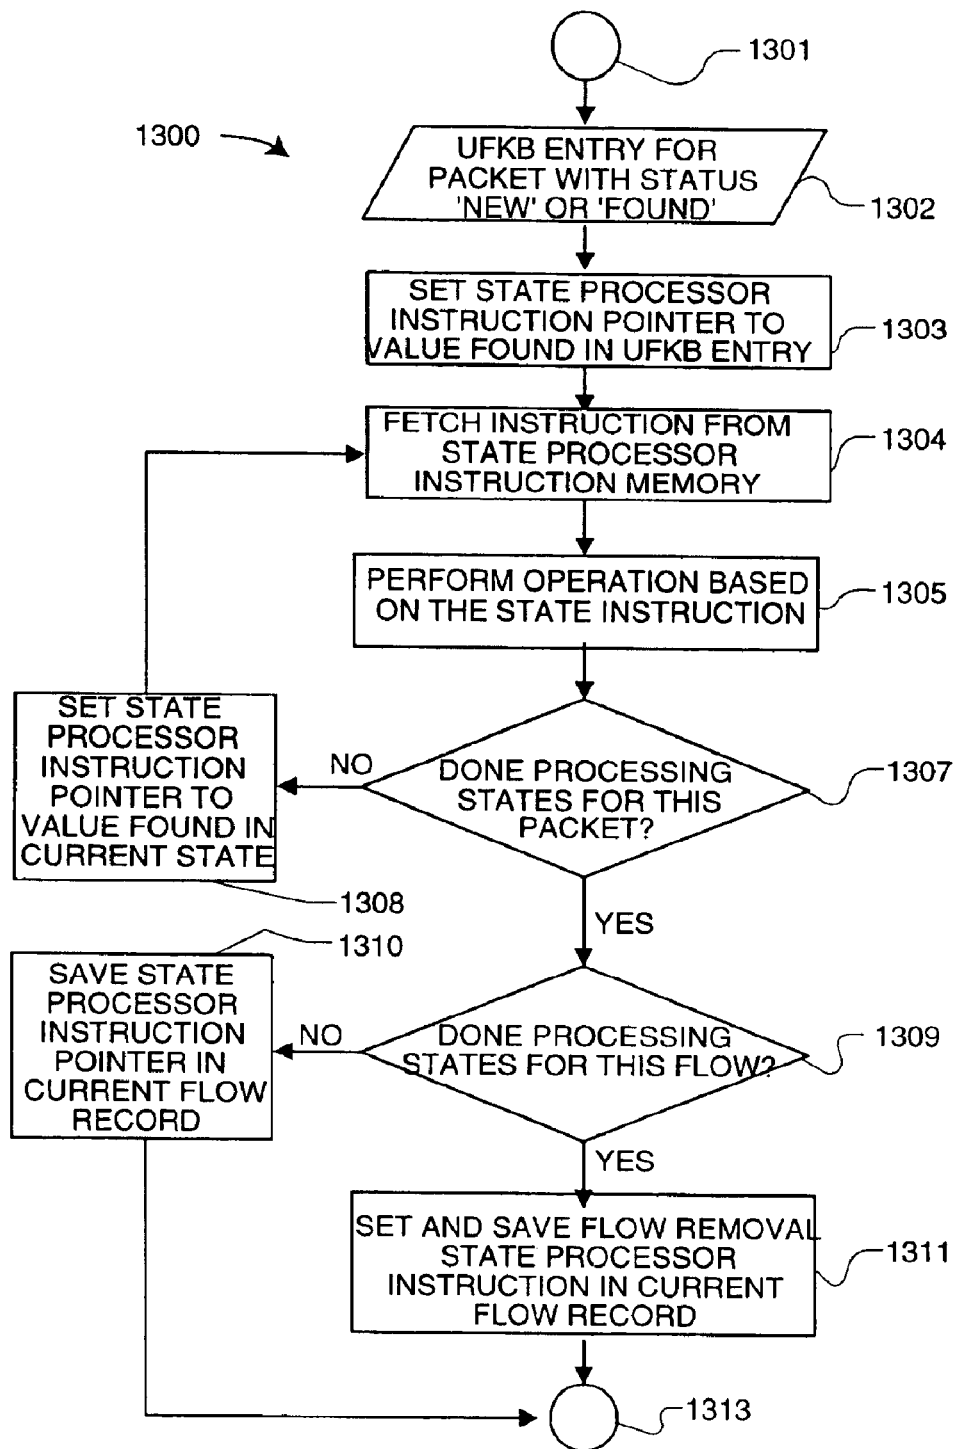 1301
1300
UFKB ENTRY FOR
PACKET WITH STATUS
'NEW' OR 'FOUND'
1302
SET STATE PROCESSOR
INSTRUCTION POINTER TO
VALUE FOUND IN UFKB ENTRY
1303
FETCH INSTRUCTION FROM
STATE PROCESSOR
INSTRUCTION MEMORY
1304
PERFORM OPERATION BASED
ON THE STATE INSTRUCTION
1305
SET STATE
PROCESSOR
INSTRUCTION
POINTER TO
VALUE FOUND IN
CURRENT STATE
1308
NO
DONE PROCESSING
STATES FOR THIS
PACKET?
1307
YES
1310
SAVE STATE
PROCESSOR
INSTRUCTION
POINTER IN
CURRENT FLOW
RECORD
NO
DONE PROCESSING
STATES FOR THIS FLOW?
1309
YES
SET AND SAVE FLOW REMOVAL
STATE PROCESSOR
INSTRUCTION IN CURRENT
FLOW RECORD
1311
1313